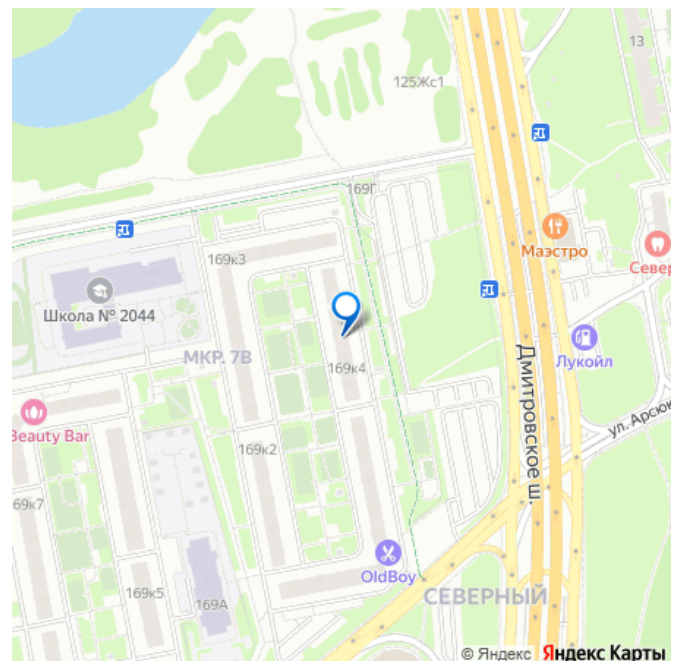 125Жс1
13
169Г
Маэстро
169к3
Север
Школа № 2044
МКР. 7В
169к4
Лукойл
Дмитровское ш.
ул. Арсюк
Beauty Bar
169к2
69к7
OldBoy
169к5
169А
СЕВЕРНЫЙ
© Яндекс Яндекс Карты